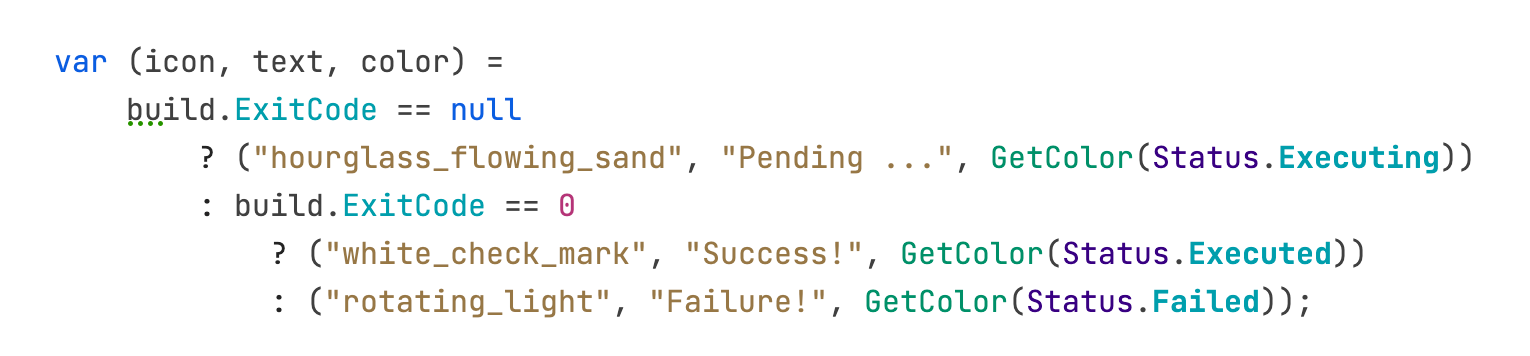 var (icon, text, color) =
    build.ExitCode == null
        ? ("hourglass_flowing_sand", "Pending ...", GetColor(Status.Executing))
        : build.ExitCode == 0
            ? ("white_check_mark", "Success!", GetColor(Status.Executed))
            : ("rotating_light", "Failure!", GetColor(Status.Failed));